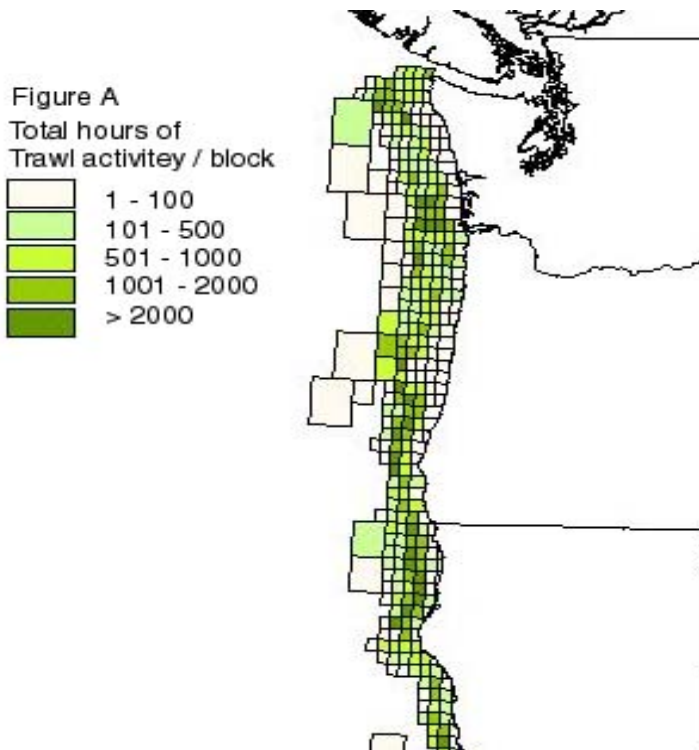 Figure A
Total hours of
Trawl activitey / block
1 - 100
101 - 500
501 - 1000
1001 - 2000
> 2000